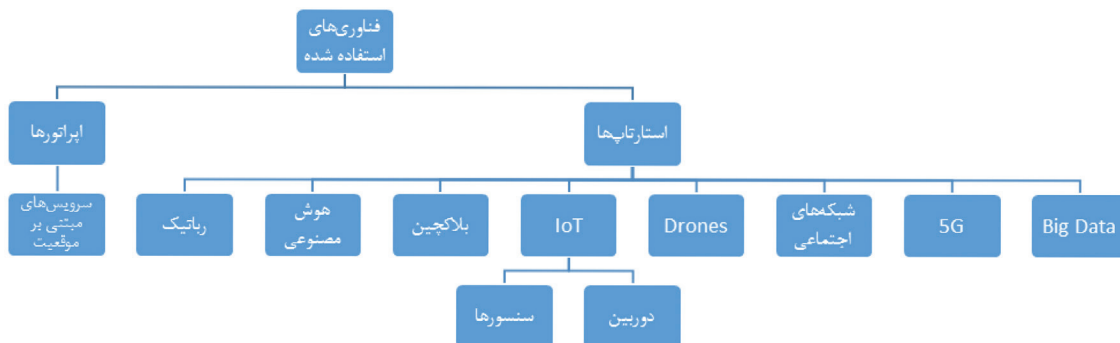 فناوری‌های
استفاده شده
استارتاپ‌ها
اپراتورها
Big Data
5G
شبکه‌های
اجتماعی
Drones
IoT
بلاکچین
هوش
مصنوعی
رباتیک
سرویس‌های
مبتنی بر
موقعیت
دوربین
سنسورها